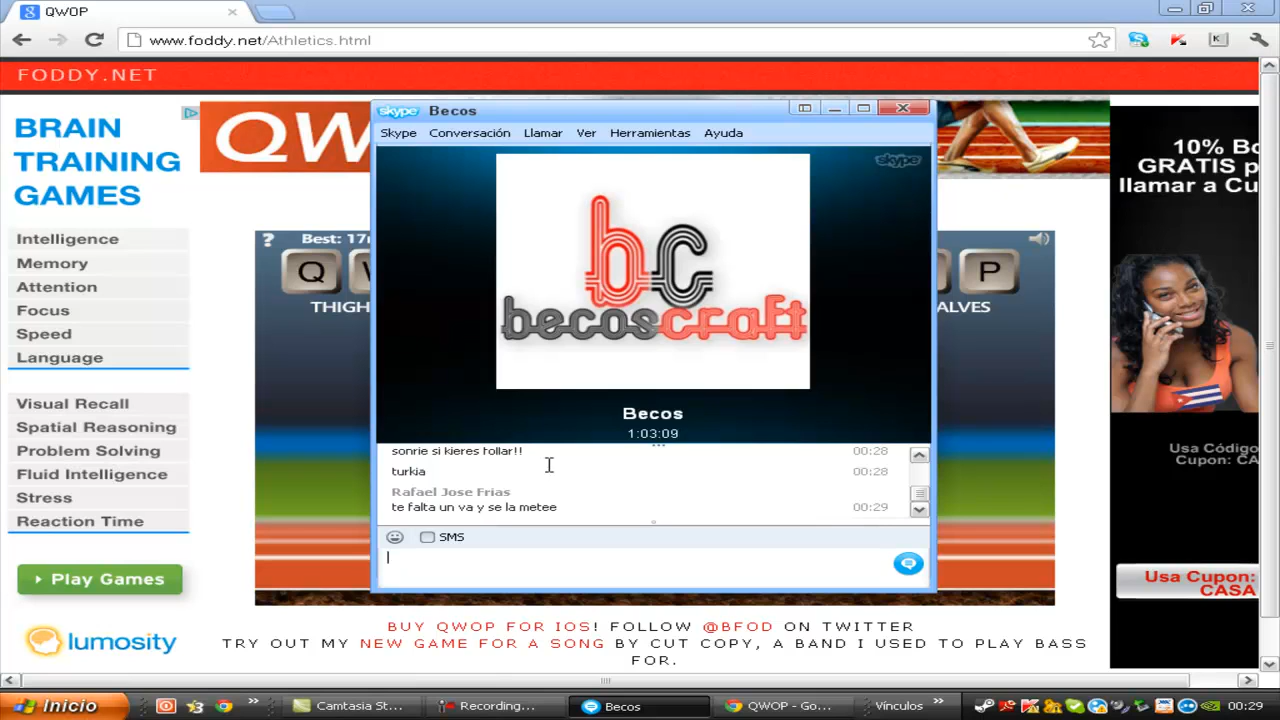 QWOP
www.foddy.net/Athletics.html
FODDY.NET
BRAIN
TRAINING
GAMES
Intelligence
Memory
Attention
Focus
Speed
Language
Visual Recall
Spatial Reasoning
Problem Solving
Fluid Intelligence
Stress
Reaction Time
Play Games
lumosity
QW
?
Best: 17
Q
THIGH
P
ALVES
skype
Becos
Skype
Conversación
Llamar
Ver
Herramientas
Ayuda
skype
bc
becoscraft
Becos
1:03:09
sonrie si kieres follar!! 00:28
turkia 00:28
Rafael Jose Frias
te falta un va y se la metee 00:29
SMS
10% Bo
GRATIS p
llamar a Cu
Usa Código
Cupon: CA
Usa Cupon:
CASA
BUY QWOP FOR IOS! FOLLOW @BFOD ON TWITTER
TRY OUT MY NEW GAME FOR A SONG BY CUT COPY, A BAND I USED TO PLAY BASS
FOR.
Inicio
Camtasia St...
Recording...
Becos
QWOP - Go...
Vínculos
00:29